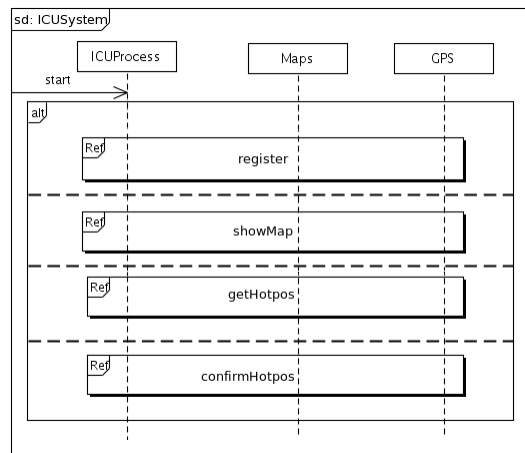 sd: ICUSystem
ICUProcess
Maps
GPS
start
alt
Ref
register
Ref
showMap
Ref
getHotpos
Ref
confirmHotpos